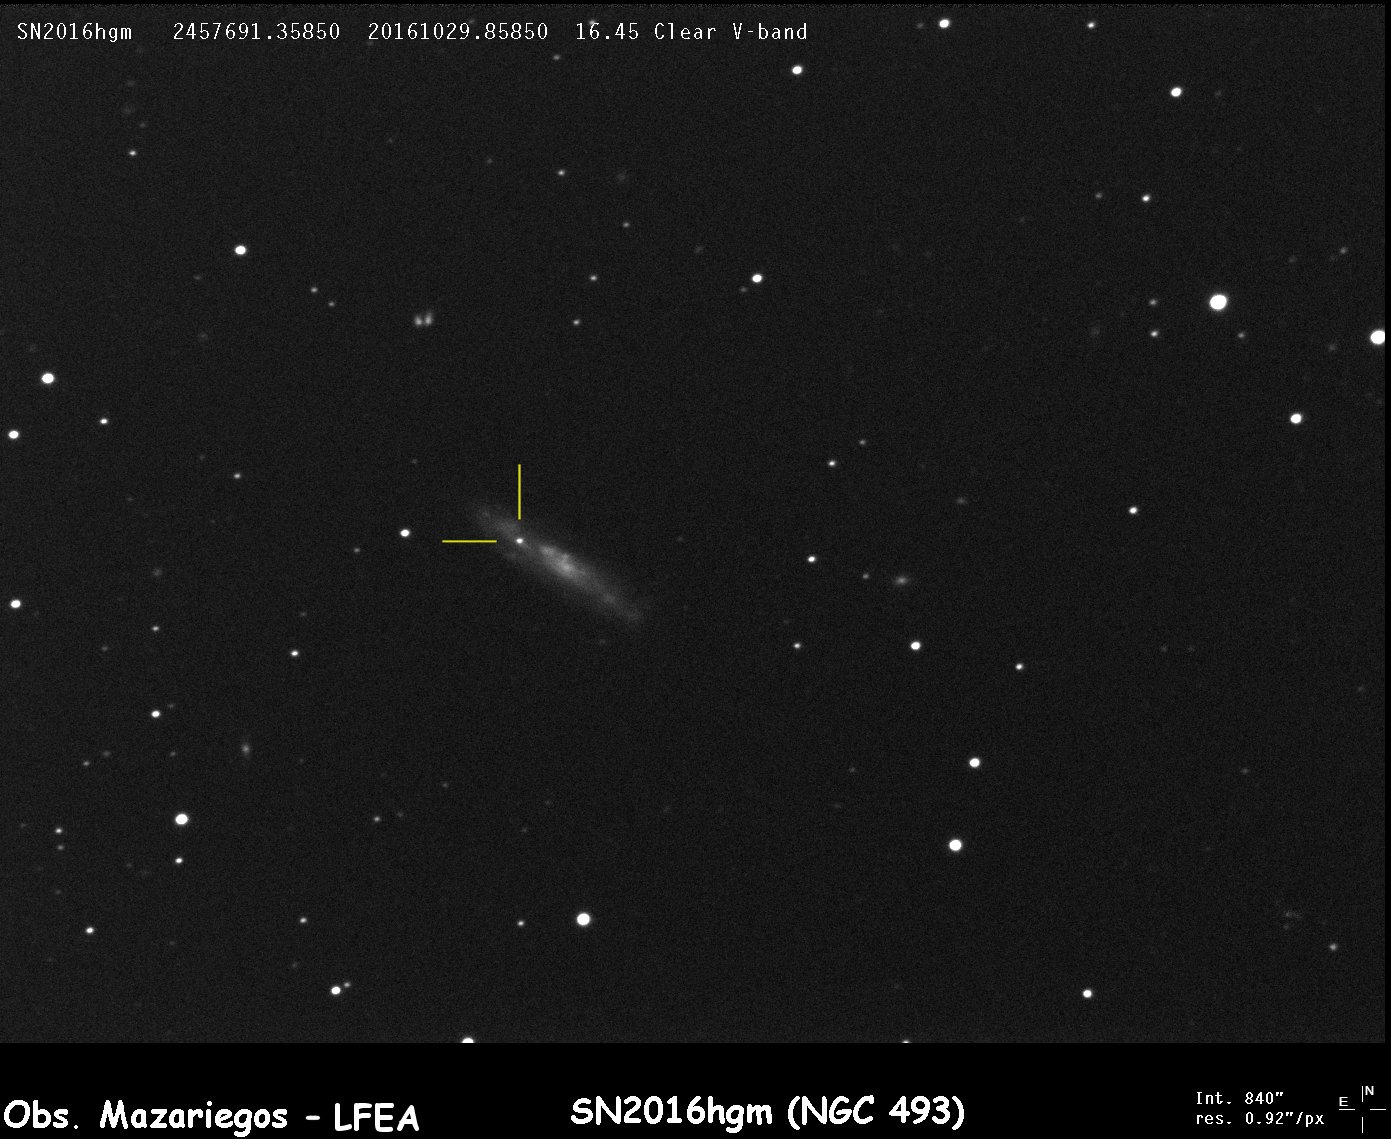 SN2016hgm 2457691.35850 20161029.85850 16.45 Clear V-band
Obs. Mazariegos - LFEA
SN2016hgm (NGC 493)
Int. 840"
res. 0.92"/px
N
E